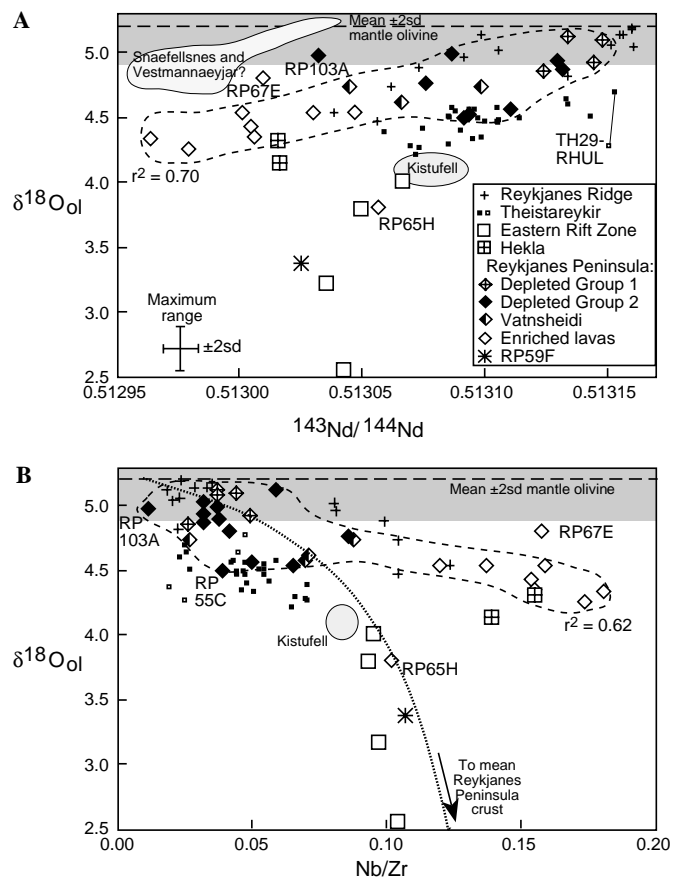 A
5.0
4.5
4.0
3.5
3.0
2.5
δ18Ool
Mean ±2sd
mantle olivine
Snaefellsnes and
Vestmannaeyjar?
RP103A
RP67E
r2 = 0.70
TH29-
RHUL
Kistufell
RP65H
Maximum
range
±2sd
Reykjanes Ridge
Theistareykir
Eastern Rift Zone
Hekla
Reykjanes Peninsula:
Depleted Group 1
Depleted Group 2
Vatnsheidi
Enriched lavas
RP59F
0.51295 0.51300 0.51305 0.51310 0.51315
143Nd/144Nd
B
5.0
4.5
4.0
3.5
3.0
2.5
δ18Ool
Mean ±2sd mantle olivine
RP
103A
RP67E
RP
55C
r2 = 0.62
Kistufell
RP65H
To mean
Reykjanes
Peninsula
crust
0.00 0.05 0.10 0.15 0.20
Nb/Zr